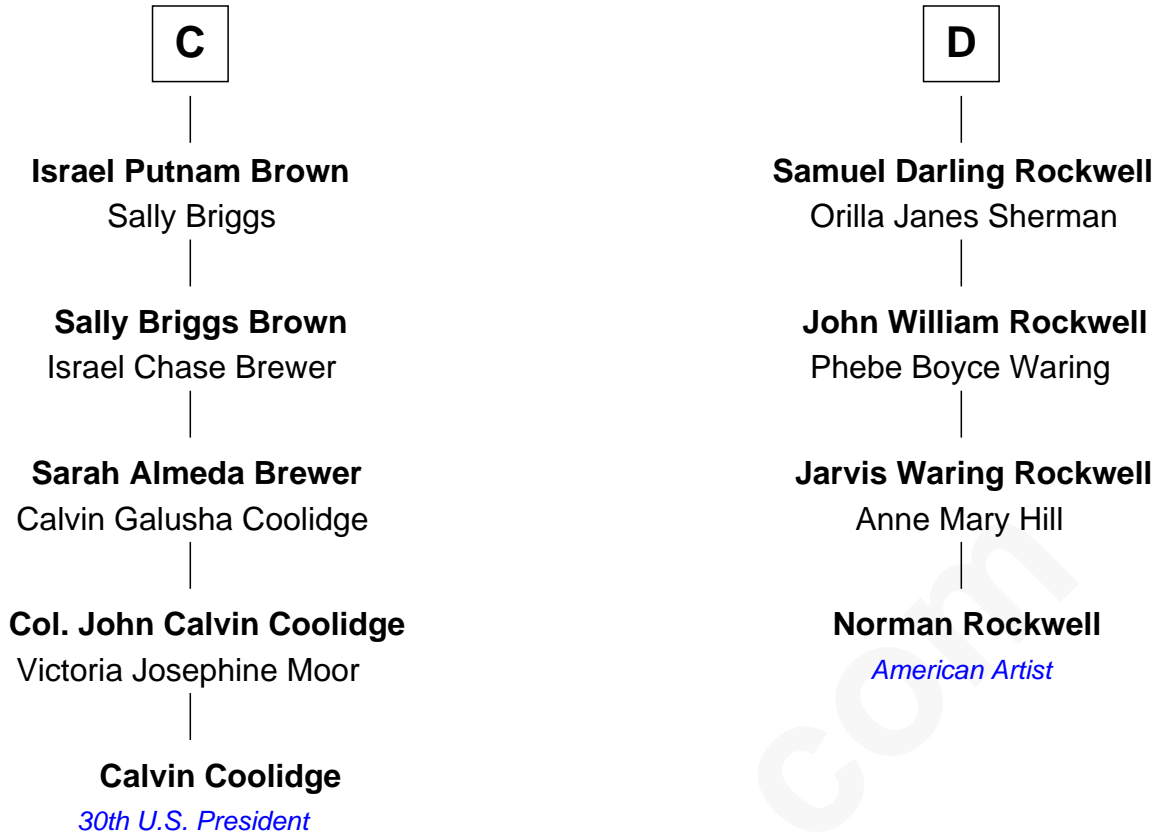 C
Israel Putnam Brown
Sally Briggs
Sally Briggs Brown
Israel Chase Brewer
Sarah Almeda Brewer
Calvin Galusha Coolidge
Col. John Calvin Coolidge
Victoria Josephine Moor
Calvin Coolidge
30th U.S. President
D
Samuel Darling Rockwell
Orilla Janes Sherman
John William Rockwell
Phebe Boyce Waring
Jarvis Waring Rockwell
Anne Mary Hill
Norman Rockwell
American Artist
com